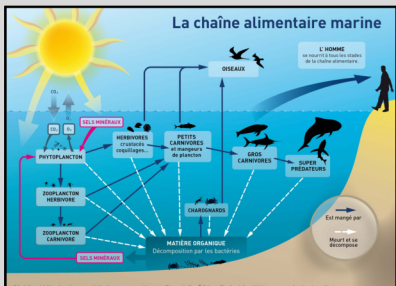 La chaîne alimentaire marine
L' HOMME
se nourrit à tous les stades
de la chaîne alimentaire.
OISEAUX
CO₂
CO₂
O₂
SELS MINÉRAUX
HERBIVORES
crustacés
coquillages...
PETITS
CARNIVORES
et mangeurs
de plancton
PHYTOPLANCTON
GROS
CARNIVORES
SUPER
PRÉDATEURS
ZOOPLANCTON
HERBIVORE
CHAROGNARDS
ZOOPLANCTON
CARNIVORE
Est mangé par
MATIÈRE ORGANIQUE
Décomposition par les bactéries
Meurt et se
décompose
SELS MINÉRAUX